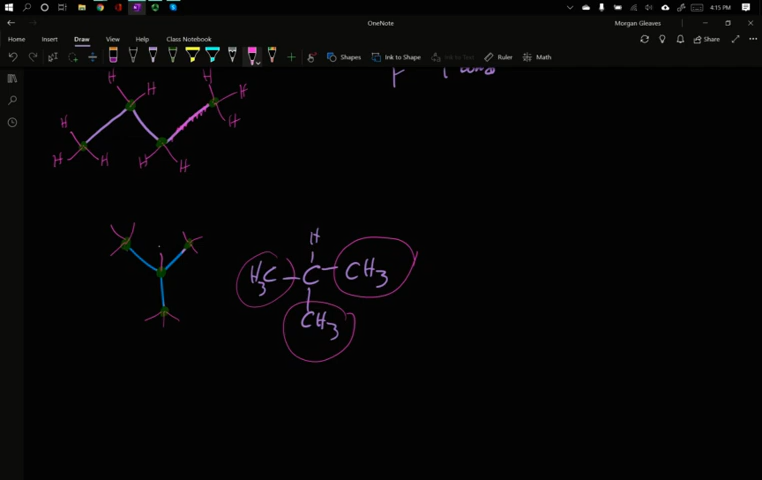 4:15 PM
OneNote
Morgan Gleaves
Home Insert Draw View Help Class Notebook
Share
Shapes Ink to Shape Ink to Text Ruler Math
H H H H
H H
H H H H
H
H3C C CH3
CH3